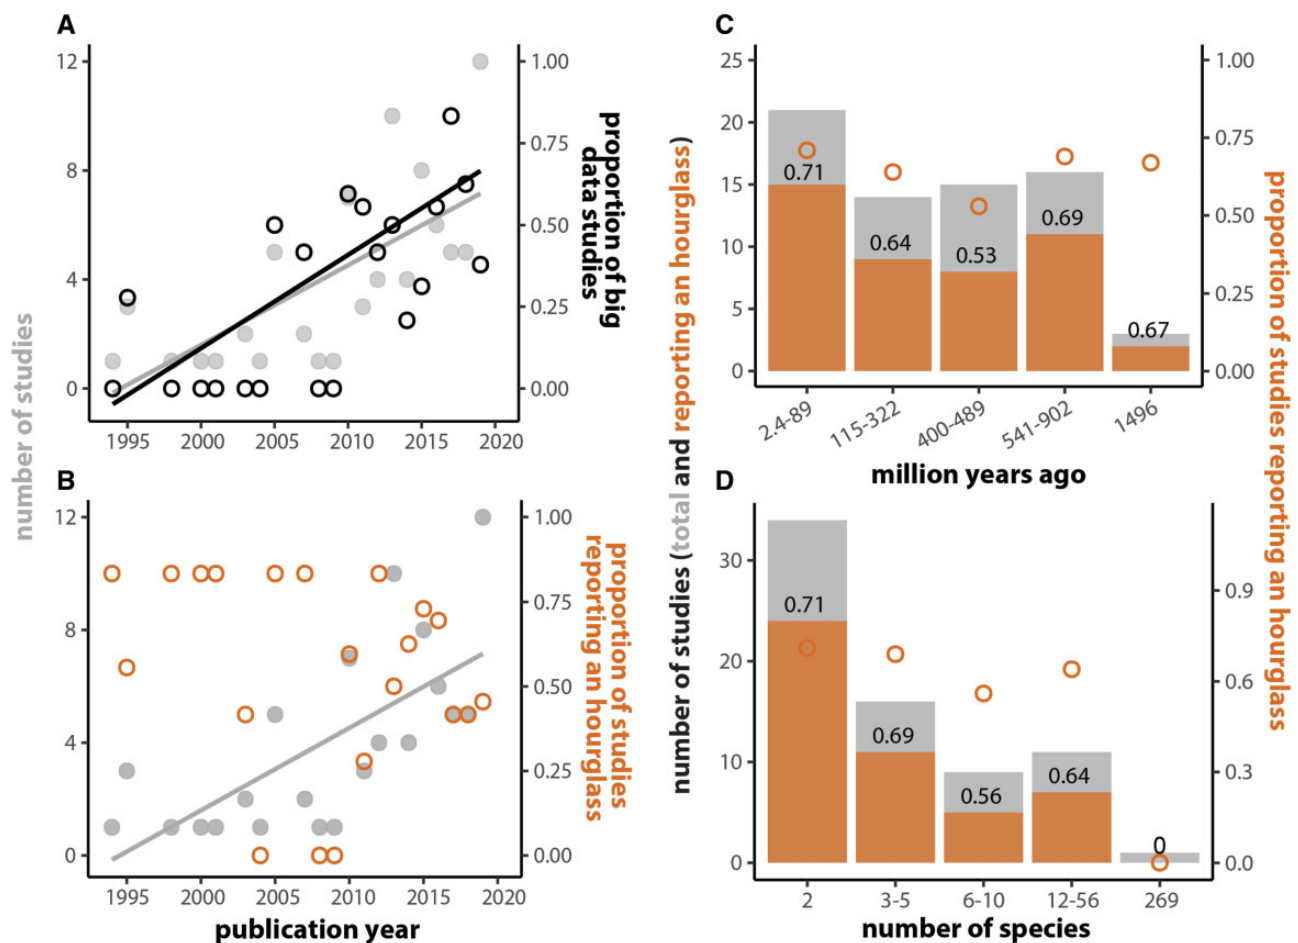 A
12
8
4
0
1.00
0.75
0.50
0.25
0.00
1995 2000 2005 2010 2015 2020
number of studies
proportion of big
data studies
B
12
8
4
0
1.00
0.75
0.50
0.25
0.00
1995 2000 2005 2010 2015 2020
publication year
proportion of studies
reporting an hourglass
C
25
20
15
10
5
0
0.71
0.64
0.53
0.69
0.67
1.00
0.75
0.50
0.25
0.00
2.4-89 115-322 400-489 541-902 1496
million years ago
number of studies (total and reporting an hourglass)
proportion of studies reporting an hourglass
D
30
20
10
0
0.71
0.69
0.56
0.64
0
0.9
0.6
0.3
0.0
2 3-5 6-10 12-56 269
number of species